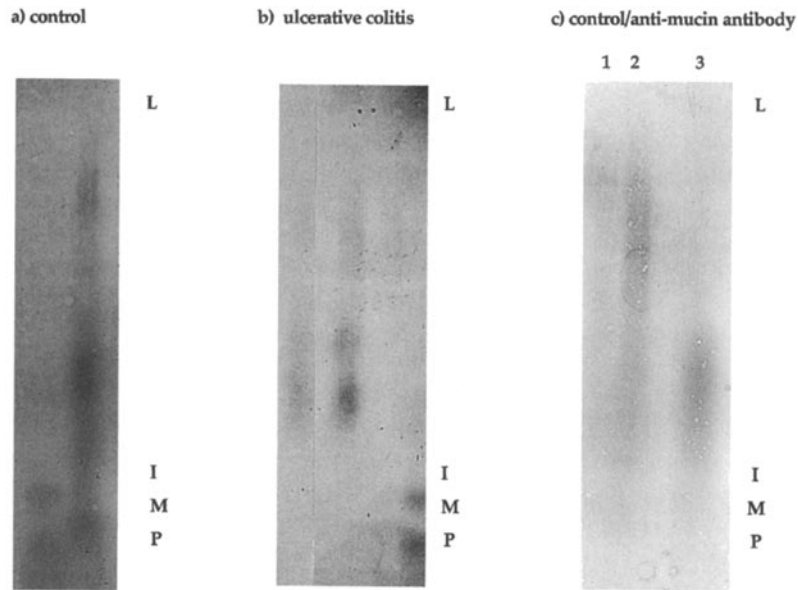 a) control
b) ulcerative colitis
c) control/anti-mucin antibody
1 2 3
L L L
I I I
M M M
P P P